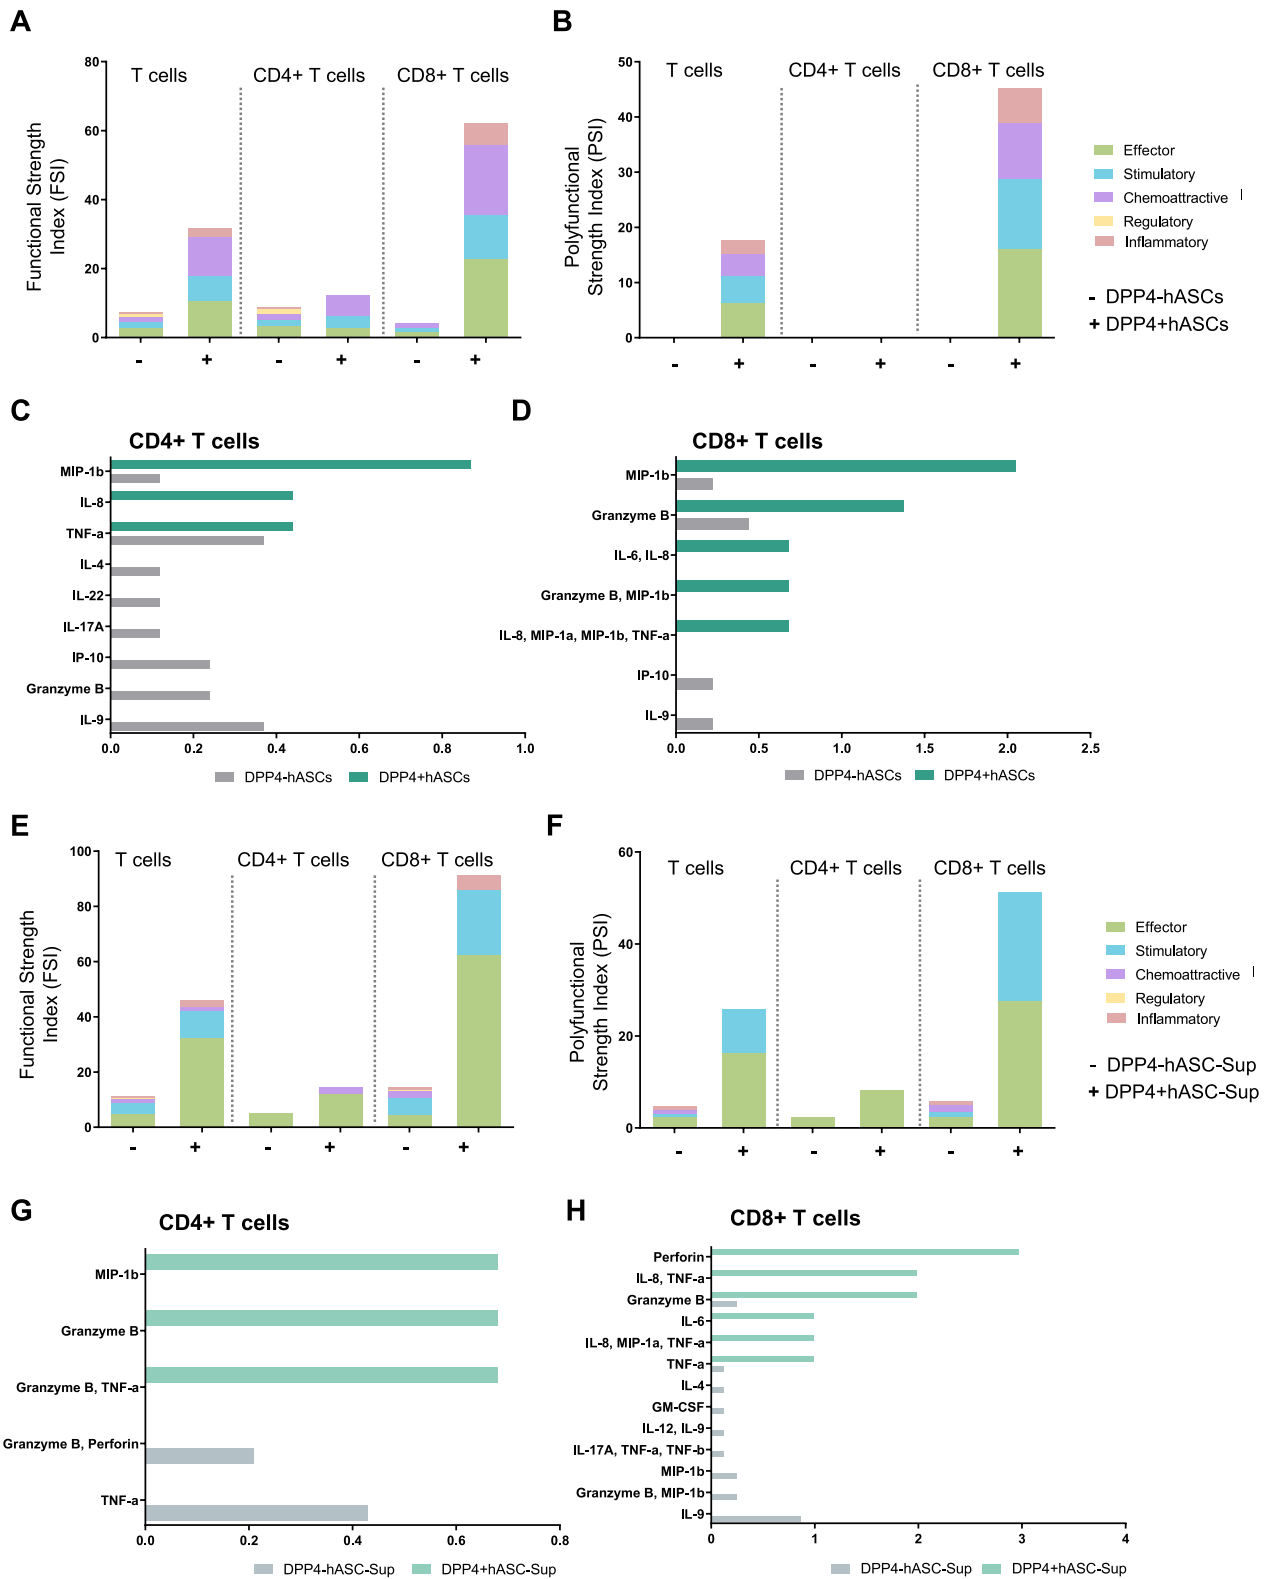 A
Functional Strength
Index (FSI)
80
60
40
20
0
T cells
CD4+ T cells
CD8+ T cells
-
+
-
+
-
+
B
Polyfunctional
Strength Index (PSI)
50
40
30
20
10
0
T cells
CD4+ T cells
CD8+ T cells
-
+
-
+
-
+
Effector
Stimulatory
Chemoattractive
Regulatory
Inflammatory
- DPP4-hASCs
+ DPP4+hASCs
C
CD4+ T cells
MIP-1b
IL-8
TNF-a
IL-4
IL-22
IL-17A
IP-10
Granzyme B
IL-9
0.0
0.2
0.4
0.6
0.8
1.0
DPP4-hASCs
DPP4+hASCs
D
CD8+ T cells
MIP-1b
Granzyme B
IL-6, IL-8
Granzyme B, MIP-1b
IL-8, MIP-1a, MIP-1b, TNF-a
IP-10
IL-9
0.0
0.5
1.0
1.5
2.0
2.5
DPP4-hASCs
DPP4+hASCs
E
Functional Strength
Index (FSI)
100
80
60
40
20
0
T cells
CD4+ T cells
CD8+ T cells
-
+
-
+
-
+
F
Polyfunctional
Strength Index (PSI)
60
40
20
0
T cells
CD4+ T cells
CD8+ T cells
-
+
-
+
-
+
Effector
Stimulatory
Chemoattractive
Regulatory
Inflammatory
- DPP4-hASC-Sup
+ DPP4+hASC-Sup
G
CD4+ T cells
MIP-1b
Granzyme B
Granzyme B, TNF-a
Granzyme B, Perforin
TNF-a
0.0
0.2
0.4
0.6
0.8
DPP4-hASC-Sup
DPP4+hASC-Sup
H
CD8+ T cells
Perforin
IL-8, TNF-a
Granzyme B
IL-6
IL-8, MIP-1a, TNF-a
TNF-a
IL-4
GM-CSF
IL-12, IL-9
IL-17A, TNF-a, TNF-b
MIP-1b
Granzyme B, MIP-1b
IL-9
0
1
2
3
4
DPP4-hASC-Sup
DPP4+hASC-Sup